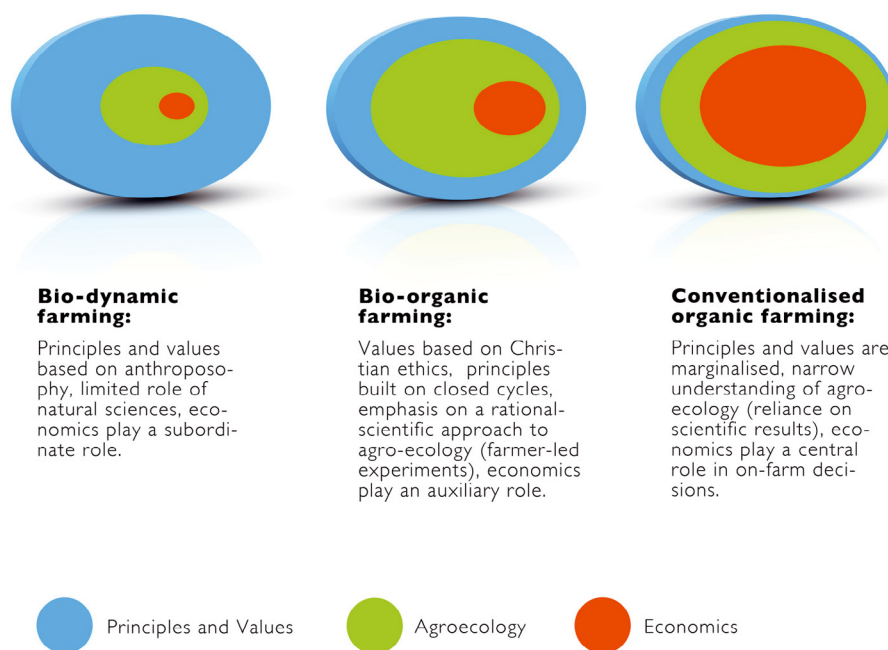 Bio-dynamic
farming:
Principles and values
based on anthroposo-
phy, limited role of
natural sciences, eco-
nomics play a subordi-
nate role.
Bio-organic
farming:
Values based on Chris-
tian ethics, principles
built on closed cycles,
emphasis on a rational-
scientific approach to
agro-ecology (farmer-led
experiments), economics
play an auxiliary role.
Conventionalised
organic farming:
Principles and values are
marginalised, narrow
understanding of agro-
ecology (reliance on
scientific results), eco-
nomics play a central
role in on-farm deci-
sions.
Principles and Values
Agroecology
Economics